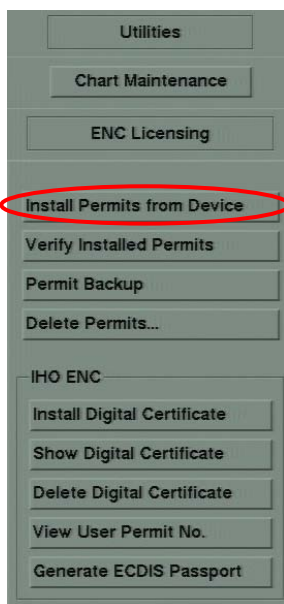 Utilities
Chart Maintenance
ENC Licensing
Install Permits from Device
Verify Installed Permits
Permit Backup
Delete Permits...
IHO ENC
Install Digital Certificate
Show Digital Certificate
Delete Digital Certificate
View User Permit No.
Generate ECDIS Passport